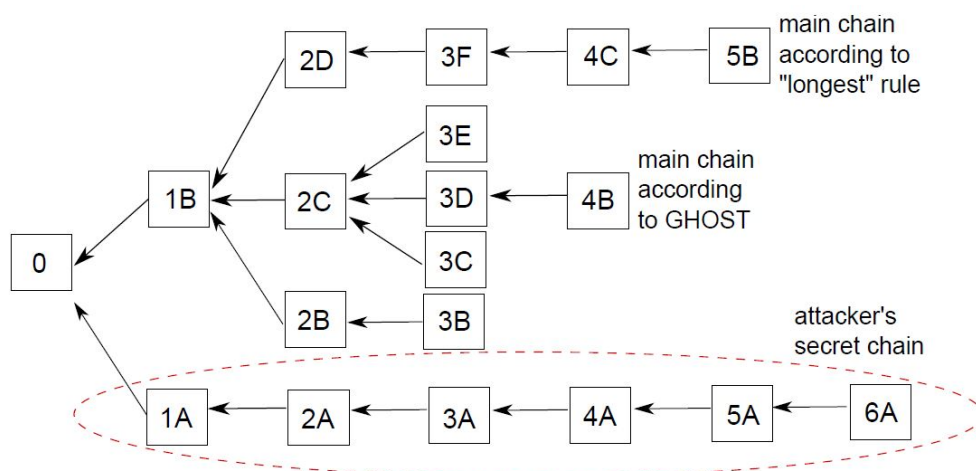 2D
3F
4C
5B
main chain
according to
"longest" rule
3E
1B
2C
3D
4B
main chain
according
to GHOST
0
3C
2B
3B
attacker's
secret chain
1A
2A
3A
4A
5A
6A